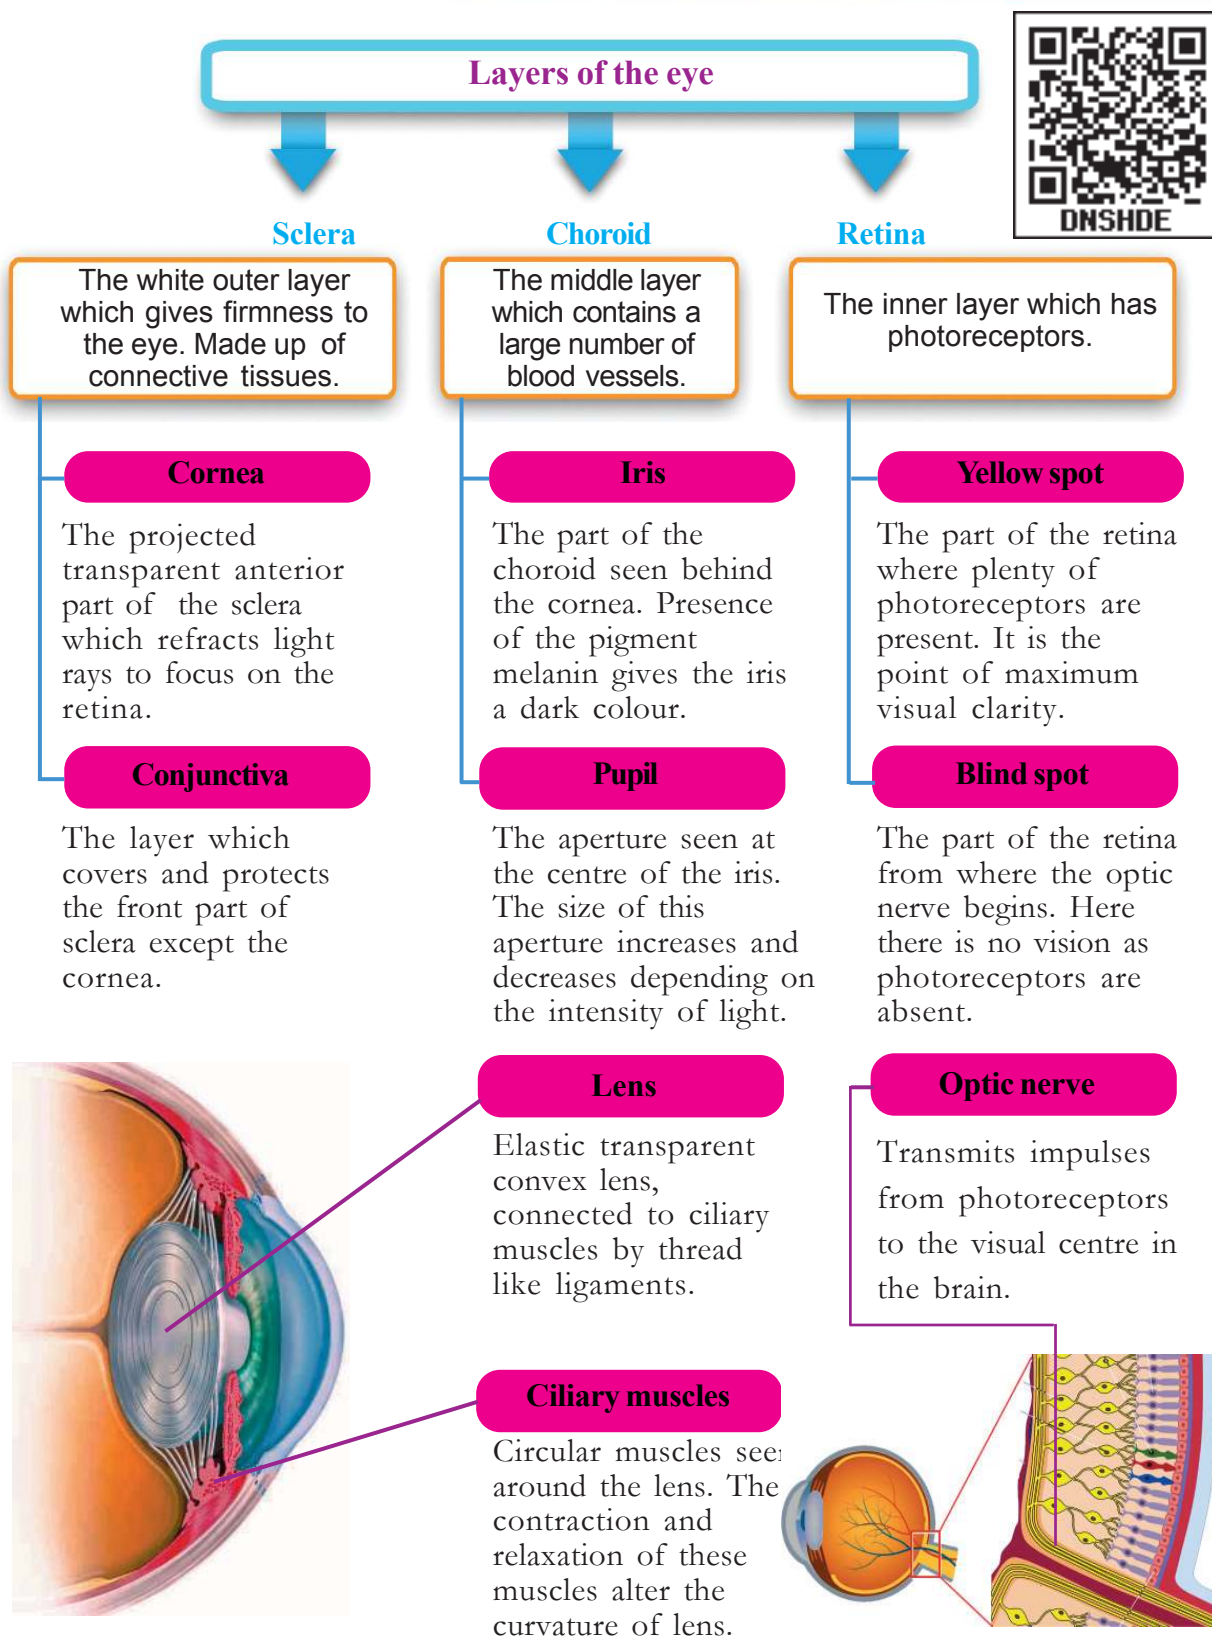 Layers of the eye
DNSHDE
Sclera
The white outer layer
which gives firmness to
the eye. Made up of
connective tissues.
Cornea
The projected
transparent anterior
part of the sclera
which refracts light
rays to focus on the
retina.
Conjunctiva
The layer which
covers and protects
the front part of
sclera except the
cornea.
Choroid
The middle layer
which contains a
large number of
blood vessels.
Iris
The part of the
choroid seen behind
the cornea. Presence
of the pigment
melanin gives the iris
a dark colour.
Pupil
The aperture seen at
the centre of the iris.
The size of this
aperture increases and
decreases depending on
the intensity of light.
Lens
Elastic transparent
convex lens,
connected to ciliary
muscles by thread
like ligaments.
Ciliary muscles
Circular muscles seen
around the lens. The
contraction and
relaxation of these
muscles alter the
curvature of lens.
Retina
The inner layer which has
photoreceptors.
Yellow spot
The part of the retina
where plenty of
photoreceptors are
present. It is the
point of maximum
visual clarity.
Blind spot
The part of the retina
from where the optic
nerve begins. Here
there is no vision as
photoreceptors are
absent.
Optic nerve
Transmits impulses
from photoreceptors
to the visual centre in
the brain.